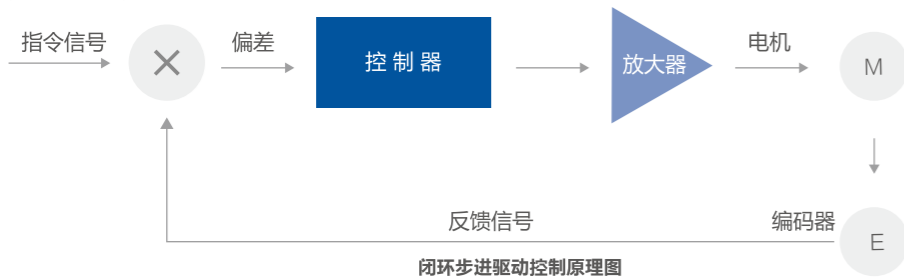 指令信号
偏差
控制器
放大器
电机
M
反馈信号
编码器
E
闭环步进驱动控制原理图